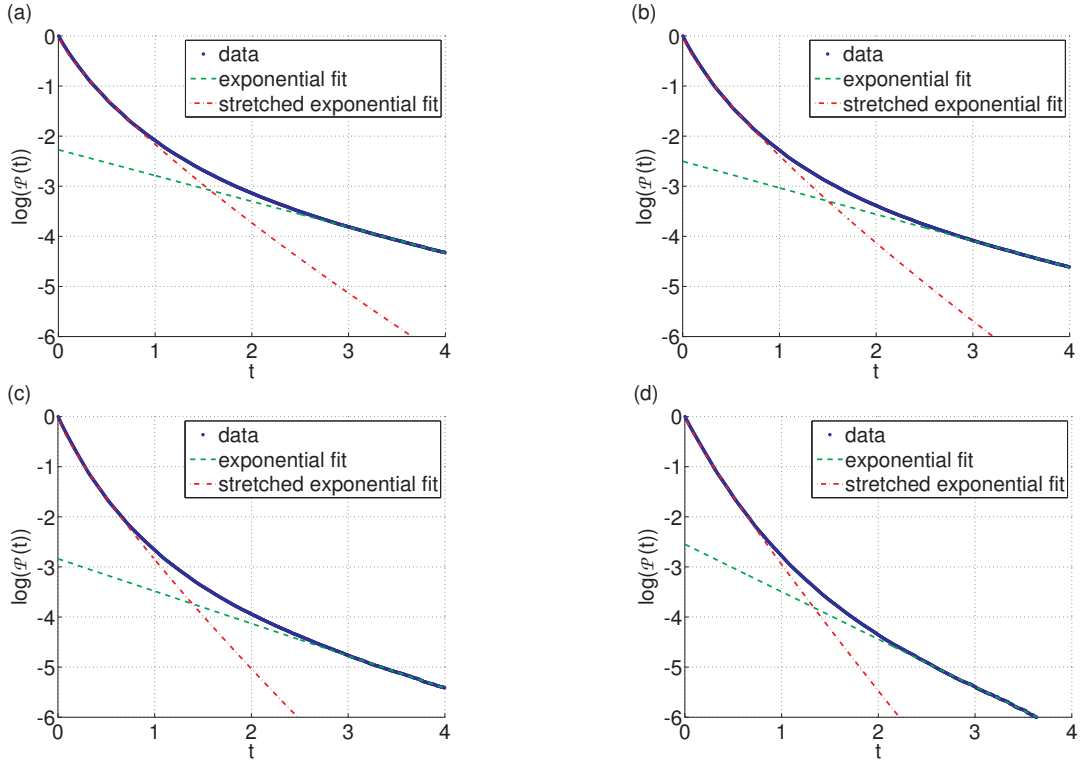 (a)
0
-1
-2
-3
-4
-5
-6
log(𝒫(t))
data
exponential fit
stretched exponential fit
0 1 2 3 4
t
(b)
0
-1
-2
-3
-4
-5
-6
log(𝒫(t))
data
exponential fit
stretched exponential fit
0 1 2 3 4
t
(c)
0
-1
-2
-3
-4
-5
-6
log(𝒫(t))
data
exponential fit
stretched exponential fit
0 1 2 3 4
t
(d)
0
-1
-2
-3
-4
-5
-6
log(𝒫(t))
data
exponential fit
stretched exponential fit
0 1 2 3 4
t